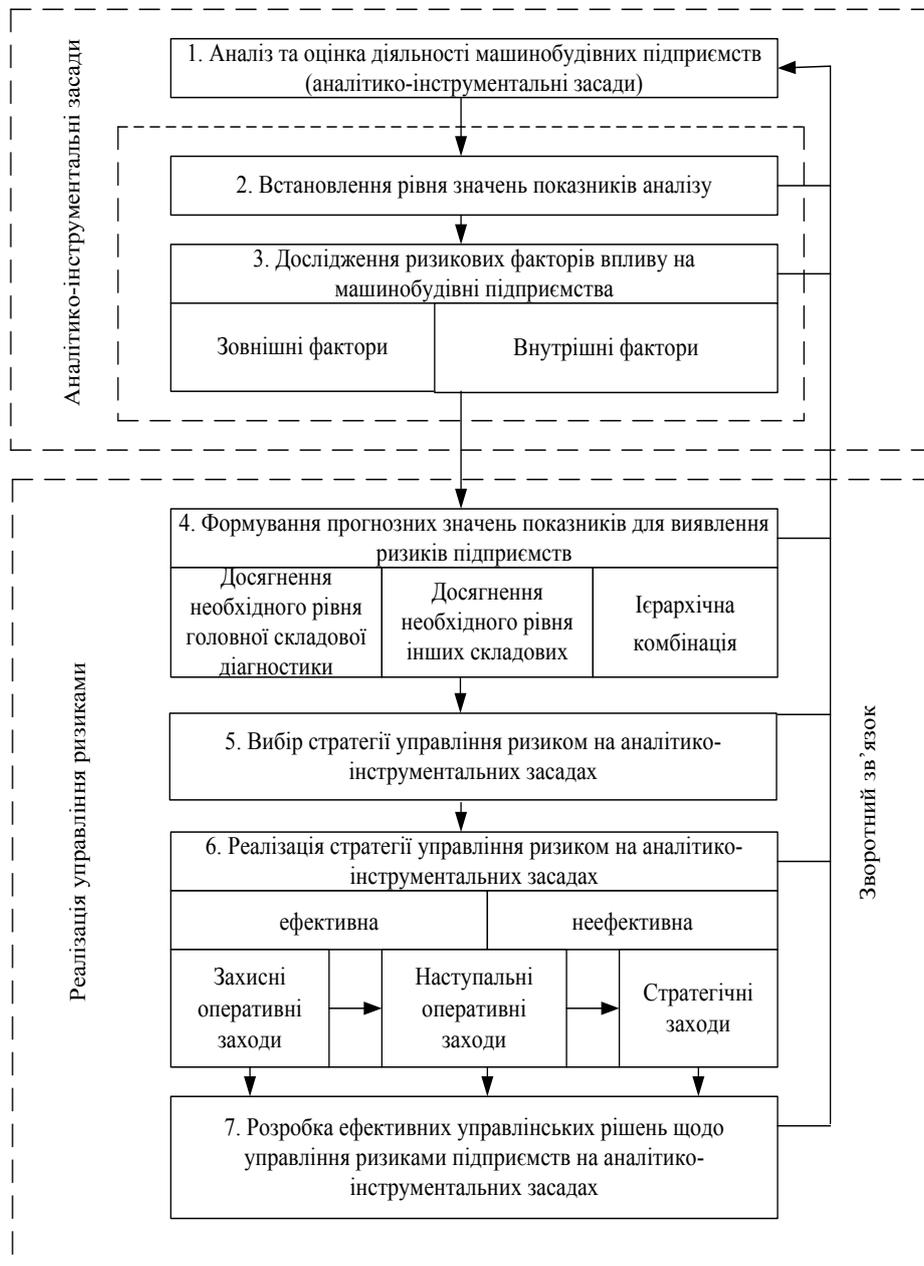 Аналітико-інструментальні засади
1. Аналіз та оцінка діяльності машинобудівних підприємств
(аналітико-інструментальні засади)
2. Встановлення рівня значень показників аналізу
3. Дослідження ризикових факторів впливу на
машинобудівні підприємства
Зовнішні фактори
Внутрішні фактори
Реалізація управління ризиками
4. Формування прогнозних значень показників для виявлення
ризиків підприємств
Досягнення
необхідного рівня
головної складової
діагностики
Досягнення
необхідного рівня
інших складових
Ієрархічна
комбінація
5. Вибір стратегії управління ризиком на аналітико-
інструментальних засадах
6. Реалізація стратегії управління ризиком на аналітико-
інструментальних засадах
ефективна
неефективна
Захисні
оперативні
заходи
Наступальні
оперативні
заходи
Стратегічні
заходи
7. Розробка ефективних управлінських рішень щодо
управління ризиками підприємств на аналітико-
інструментальних засадах
Зворотний зв’язок